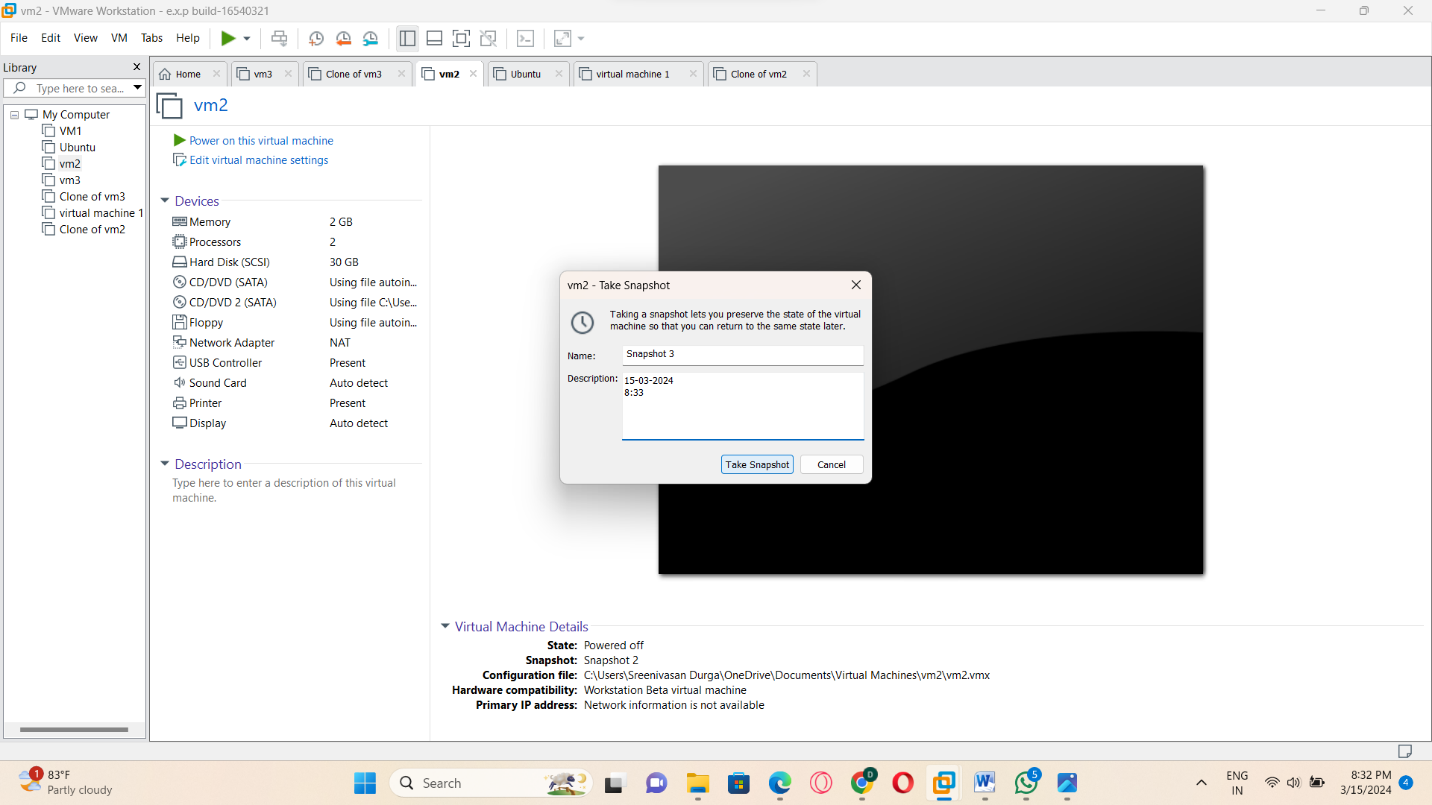 vm2 - VMware Workstation - e.x.p build-16540321
File Edit View VM Tabs Help
Library
Type here to sea...
My Computer
VM1
Ubuntu
vm2
vm3
Clone of vm3
virtual machine 1
Clone of vm2
Home vm3 Clone of vm3 vm2 Ubuntu virtual machine 1 Clone of vm2
vm2
Power on this virtual machine
Edit virtual machine settings
Devices
Memory 2 GB
Processors 2
Hard Disk (SCSI) 30 GB
CD/DVD (SATA) Using file autoin...
CD/DVD 2 (SATA) Using file C:\Use...
Floppy Using file autoin...
Network Adapter NAT
USB Controller Present
Sound Card Auto detect
Printer Present
Display Auto detect
Description
Type here to enter a description of this virtual
machine.
vm2 - Take Snapshot
Taking a snapshot lets you preserve the state of the virtual
machine so that you can return to the same state later.
Name: Snapshot 3
Description: 15-03-2024
8:33
Take Snapshot Cancel
Virtual Machine Details
State: Powered off
Snapshot: Snapshot 2
Configuration file: C:\Users\Sreenivasan Durga\OneDrive\Documents\Virtual Machines\vm2\vm2.vmx
Hardware compatibility: Workstation Beta virtual machine
Primary IP address: Network information is not available
1 83°F
Partly cloudy
Search
D
W
5
ENG
IN
8:32 PM
3/15/2024
4